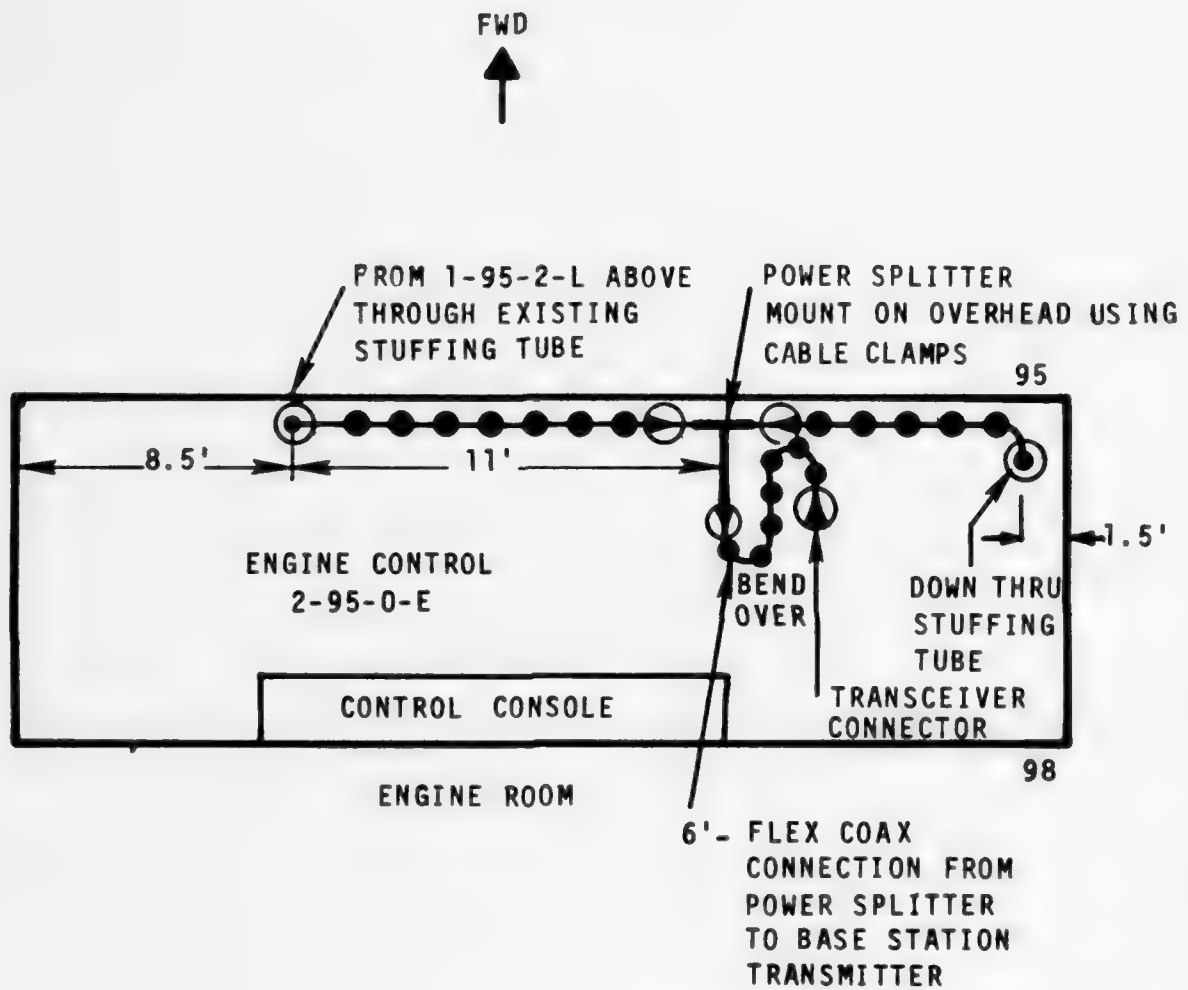 FWD
PROM 1-95-2-L ABOVE
THROUGH EXISTING
STUFFING TUBE
POWER SPLITTER
MOUNT ON OVERHEAD USING
CABLE CLAMPS
95
8.5'
11'
1.5'
ENGINE CONTROL
2-95-0-E
BEND
OVER
DOWN THRU
STUFFING
TUBE
TRANSCEIVER
CONNECTOR
CONTROL CONSOLE
98
ENGINE ROOM
6'- FLEX COAX
CONNECTION FROM
POWER SPLITTER
TO BASE STATION
TRANSMITTER